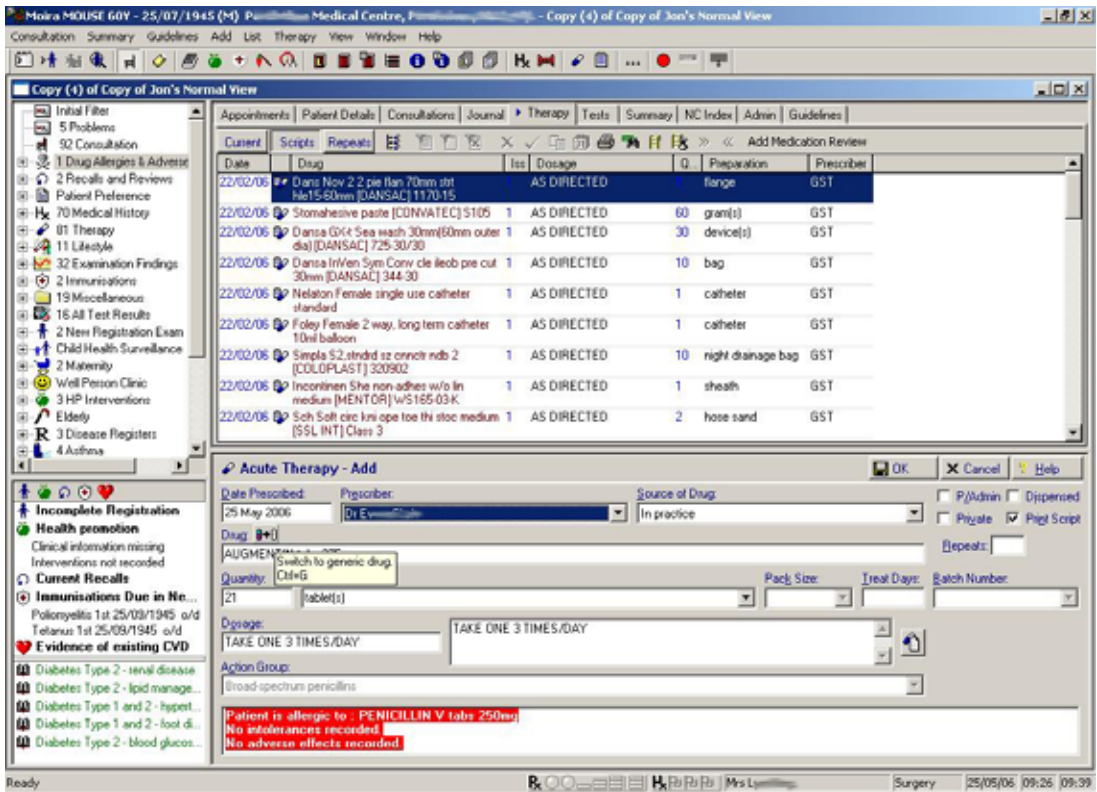 Moira MOUSE 60Y - 25/07/1945 (M) Medical Centre, - Copy (4) of Copy of Jon's Normal View
Consultation Summary Guidelines Add List Therapy View Window Help
Copy (4) of Copy of Jon's Normal View
Initial Filter
5 Problems
92 Consultation
1 Drug Allergies & Adverse
2 Recalls and Reviews
Patient Preference
70 Medical History
81 Therapy
11 Lifestyle
32 Examination Findings
2 Immunisations
19 Miscellaneous
16 All Test Results
2 New Registration Exam
Child Health Surveillance
2 Maternity
Well Person Clinic
3 HP Interventions
Elderly
3 Disease Registers
4 Asthma
Appointments Patient Details Consultations Journal Therapy Tests Summary NC Index Admin Guidelines
Current Scripts Repeats Add Medication Review
Date Drug Iss Dosage Q... Preparation Prescriber
22/02/06 Dans Nov 2 2 pie flan 70mm strt 1 AS DIRECTED 1 flange GST
hle15-60mm [DANSAC] 1170-15
22/02/06 Stomahesive paste [CONVATEC] S105 1 AS DIRECTED 60 gram(s) GST
22/02/06 Dansa GX+ Sea wash 30mm(60mm outer 1 AS DIRECTED 30 device(s) GST
dia) [DANSAC] 725-30/30
22/02/06 Dansa InVen Sym Conv cle ileob pre cut 1 AS DIRECTED 10 bag GST
30mm [DANSAC] 344-30
22/02/06 Nelaton Female single use catheter 1 AS DIRECTED 1 catheter GST
standard
22/02/06 Foley Female 2 way, long term catheter 1 AS DIRECTED 1 catheter GST
10ml balloon
22/02/06 Simpla S2,stndrd sz cnnctr ndb 2 1 AS DIRECTED 10 night drainage bag GST
[COLOPLAST] 320902
22/02/06 Incontinen She non-adhes w/o lin 1 AS DIRECTED 1 sheath GST
medium [MENTOR] WS165-03-K
22/02/06 Sch Soft circ kni ope toe thi stoc medium 1 AS DIRECTED 2 hose sand GST
[SSL INT] Class 3
Incomplete Registration
Health promotion
Clinical information missing
Interventions not recorded
Current Recalls
Immunisations Due in Ne...
Poliomyelitis 1st 25/09/1945 o/d
Tetanus 1st 25/09/1945 o/d
Evidence of existing CVD
Diabetes Type 2 - renal disease
Diabetes Type 2 - lipid manage...
Diabetes Type 1 and 2 - hypert...
Diabetes Type 1 and 2 - foot di...
Diabetes Type 2 - blood glucos...
Acute Therapy - Add OK Cancel Help
Date Prescribed: Prescriber: Source of Drug: P/Admin Dispensed
25 May 2006 Dr In practice Private Print Script
Drug: Repeats:
Switch to generic drug.
Ctrl+G
Quantity: Pack Size: Treat Days: Batch Number:
21 tablet(s)
Dosage:
TAKE ONE 3 TIMES/DAY TAKE ONE 3 TIMES/DAY
Action Group:
Broad-spectrum penicillins
Patient is allergic to : PENICILLIN V tabs 250mg
No intolerances recorded.
No adverse effects recorded.
Ready Mrs Surgery 25/05/06 09:26 09:39